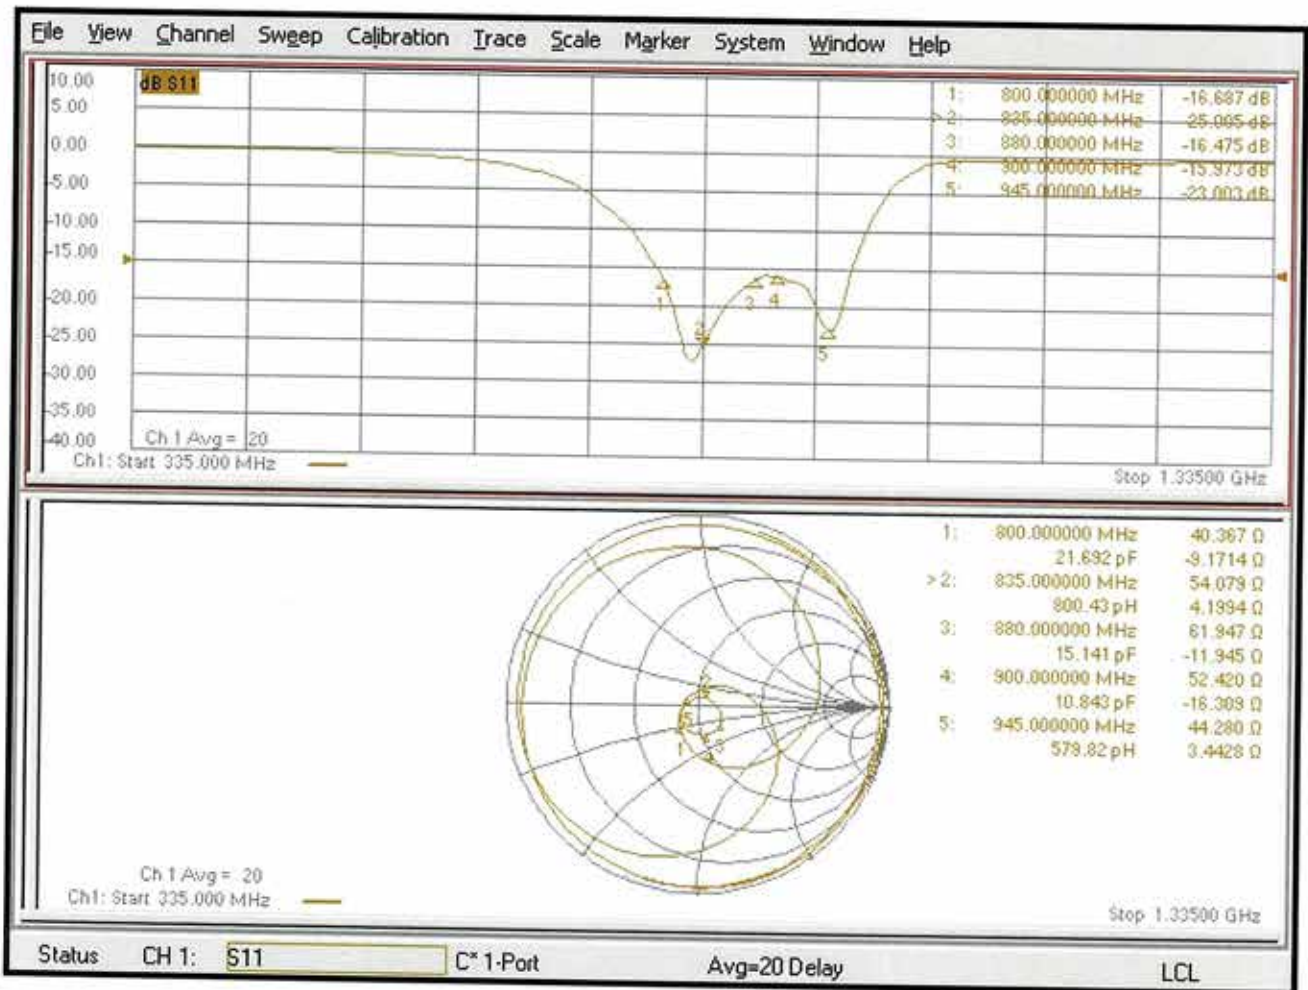 File View Channel Sweep Calibration Trace Scale Marker System Window Help
10.00
5.00
0.00
-5.00
-10.00
-15.00
-20.00
-25.00
-30.00
-35.00
-40.00
dB S11
1: 800.000000 MHz -16.687 dB
>2: 835.000000 MHz -25.005 dB
3: 880.000000 MHz -16.475 dB
4: 900.000000 MHz -15.973 dB
5: 945.000000 MHz -23.003 dB
1
2
3
4
5
Ch 1 Avg = 20
Ch1: Start 335.000 MHz
Stop 1.33500 GHz
1: 800.000000 MHz 40.367 Ω
21.692 pF -9.1714 Ω
>2: 835.000000 MHz 54.079 Ω
800.43 pH 4.1994 Ω
3: 880.000000 MHz 61.947 Ω
15.141 pF -11.945 Ω
4: 900.000000 MHz 52.420 Ω
10.843 pF -16.309 Ω
5: 945.000000 MHz 44.280 Ω
579.82 pH 3.4428 Ω
5
1
3
Ch 1 Avg = 20
Ch1: Start 335.000 MHz
Stop 1.33500 GHz
Status CH 1: S11 C* 1-Port Avg=20 Delay LCL